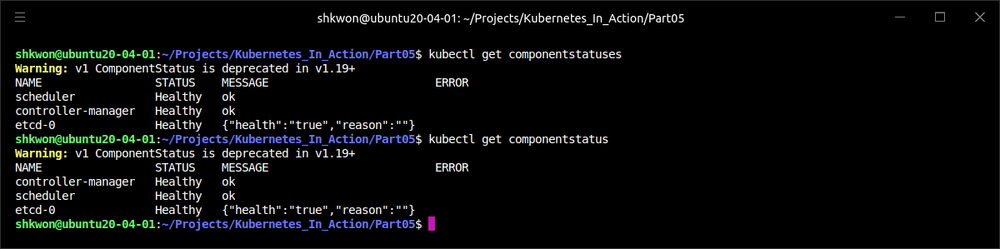 shkwon@ubuntu20-04-01: ~/Projects/Kubernetes_In_Action/Part05
shkwon@ubuntu20-04-01:~/Projects/Kubernetes_In_Action/Part05$ kubectl get componentstatuses
Warning: v1 ComponentStatus is deprecated in v1.19+
NAME                 STATUS    MESSAGE                         ERROR
scheduler            Healthy   ok
controller-manager   Healthy   ok
etcd-0               Healthy   {"health":"true","reason":""}
shkwon@ubuntu20-04-01:~/Projects/Kubernetes_In_Action/Part05$ kubectl get componentstatus
Warning: v1 ComponentStatus is deprecated in v1.19+
NAME                 STATUS    MESSAGE                         ERROR
controller-manager   Healthy   ok
scheduler            Healthy   ok
etcd-0               Healthy   {"health":"true","reason":""}
shkwon@ubuntu20-04-01:~/Projects/Kubernetes_In_Action/Part05$